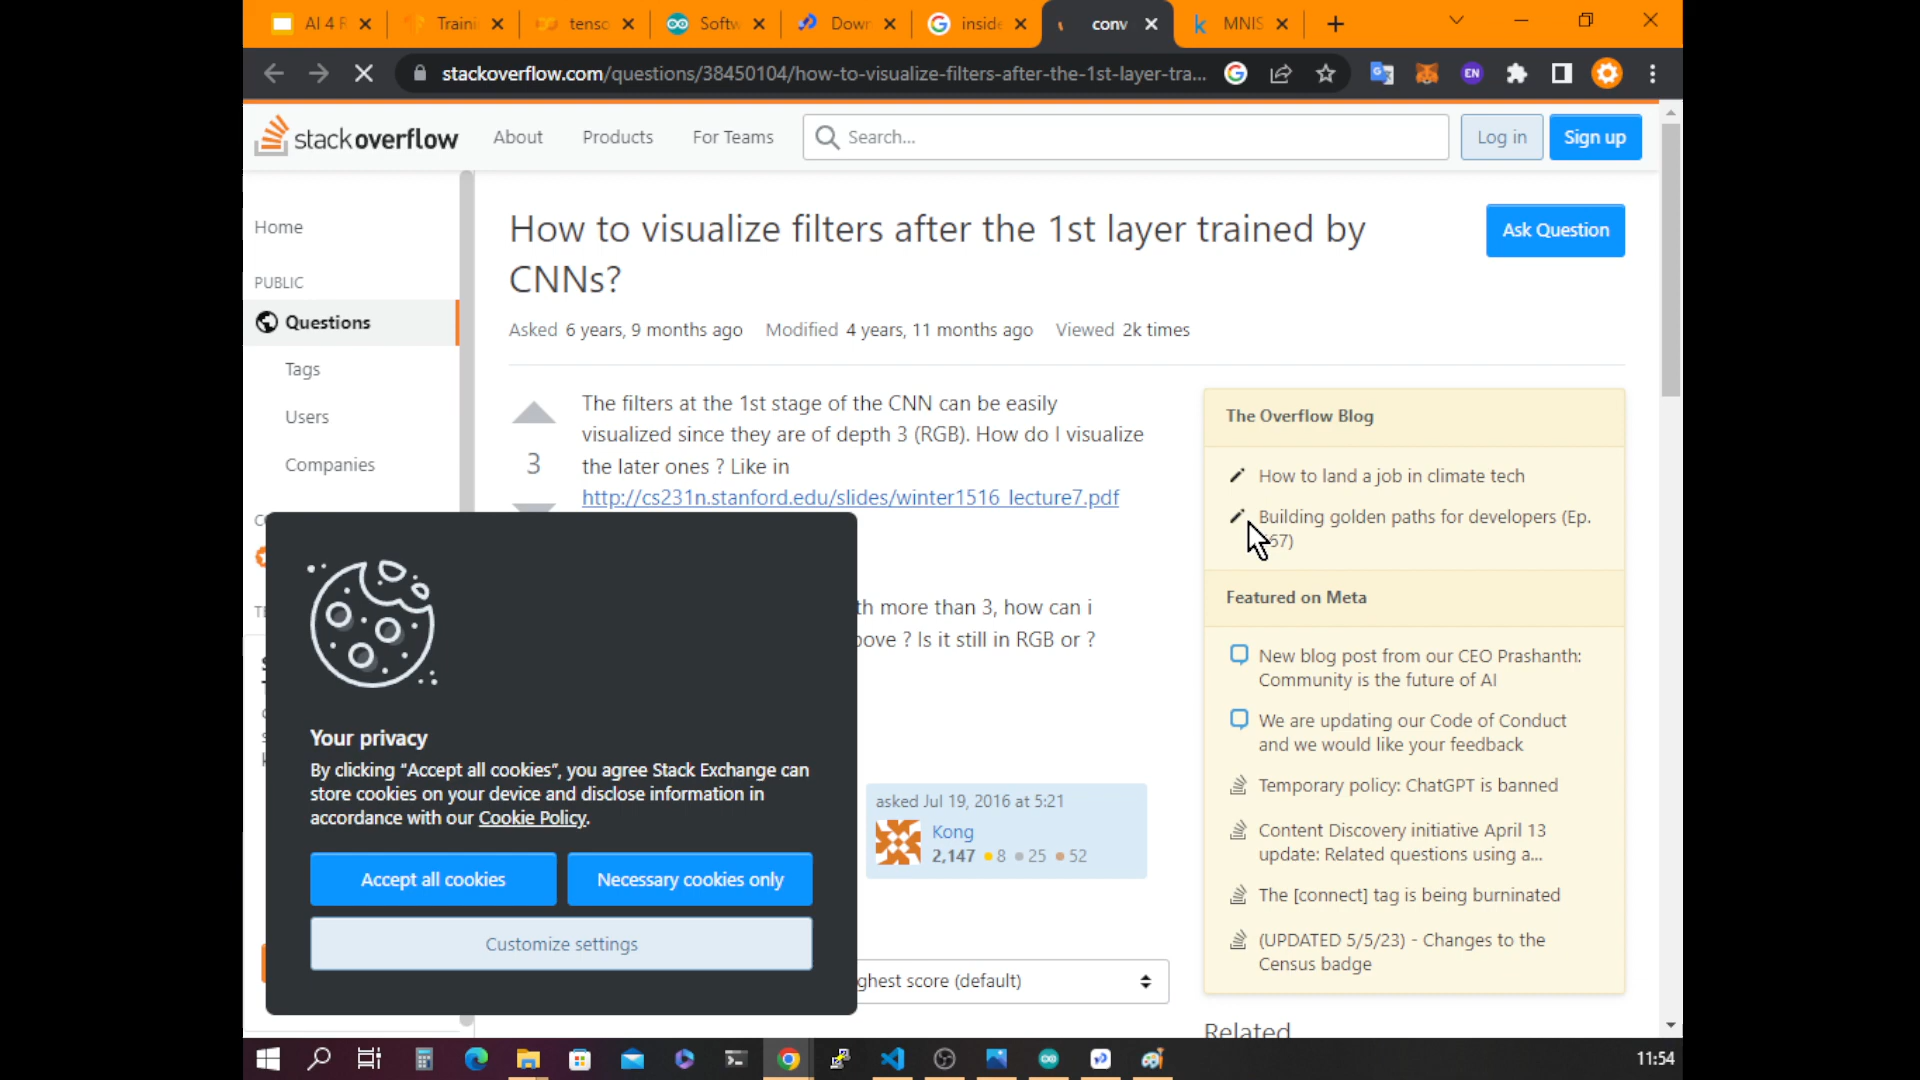 AI 4 R
Traini
tenso
Softw
Down
inside
conv
MNIS
stackoverflow.com/questions/38450104/how-to-visualize-filters-after-the-1st-layer-tra...
EN
stackoverflow
About
Products
For Teams
Search...
Log in
Sign up
Home
PUBLIC
Questions
Tags
Users
Companies
How to visualize filters after the 1st layer trained by
CNNs?
Ask Question
Asked 6 years, 9 months ago Modified 4 years, 11 months ago Viewed 2k times
3
The filters at the 1st stage of the CNN can be easily
visualized since they are of depth 3 (RGB). How do I visualize
the later ones ? Like in
http://cs231n.stanford.edu/slides/winter1516_lecture7.pdf
th more than 3, how can i
ove ? Is it still in RGB or ?
asked Jul 19, 2016 at 5:21
Kong
2,147 8 25 52
ghest score (default)
The Overflow Blog
How to land a job in climate tech
Building golden paths for developers (Ep.
67)
Featured on Meta
New blog post from our CEO Prashanth:
Community is the future of AI
We are updating our Code of Conduct
and we would like your feedback
Temporary policy: ChatGPT is banned
Content Discovery initiative April 13
update: Related questions using a...
The [connect] tag is being burninated
(UPDATED 5/5/23) - Changes to the
Census badge
Related
Your privacy
By clicking “Accept all cookies”, you agree Stack Exchange can
store cookies on your device and disclose information in
accordance with our Cookie Policy.
Accept all cookies
Necessary cookies only
Customize settings
11:54